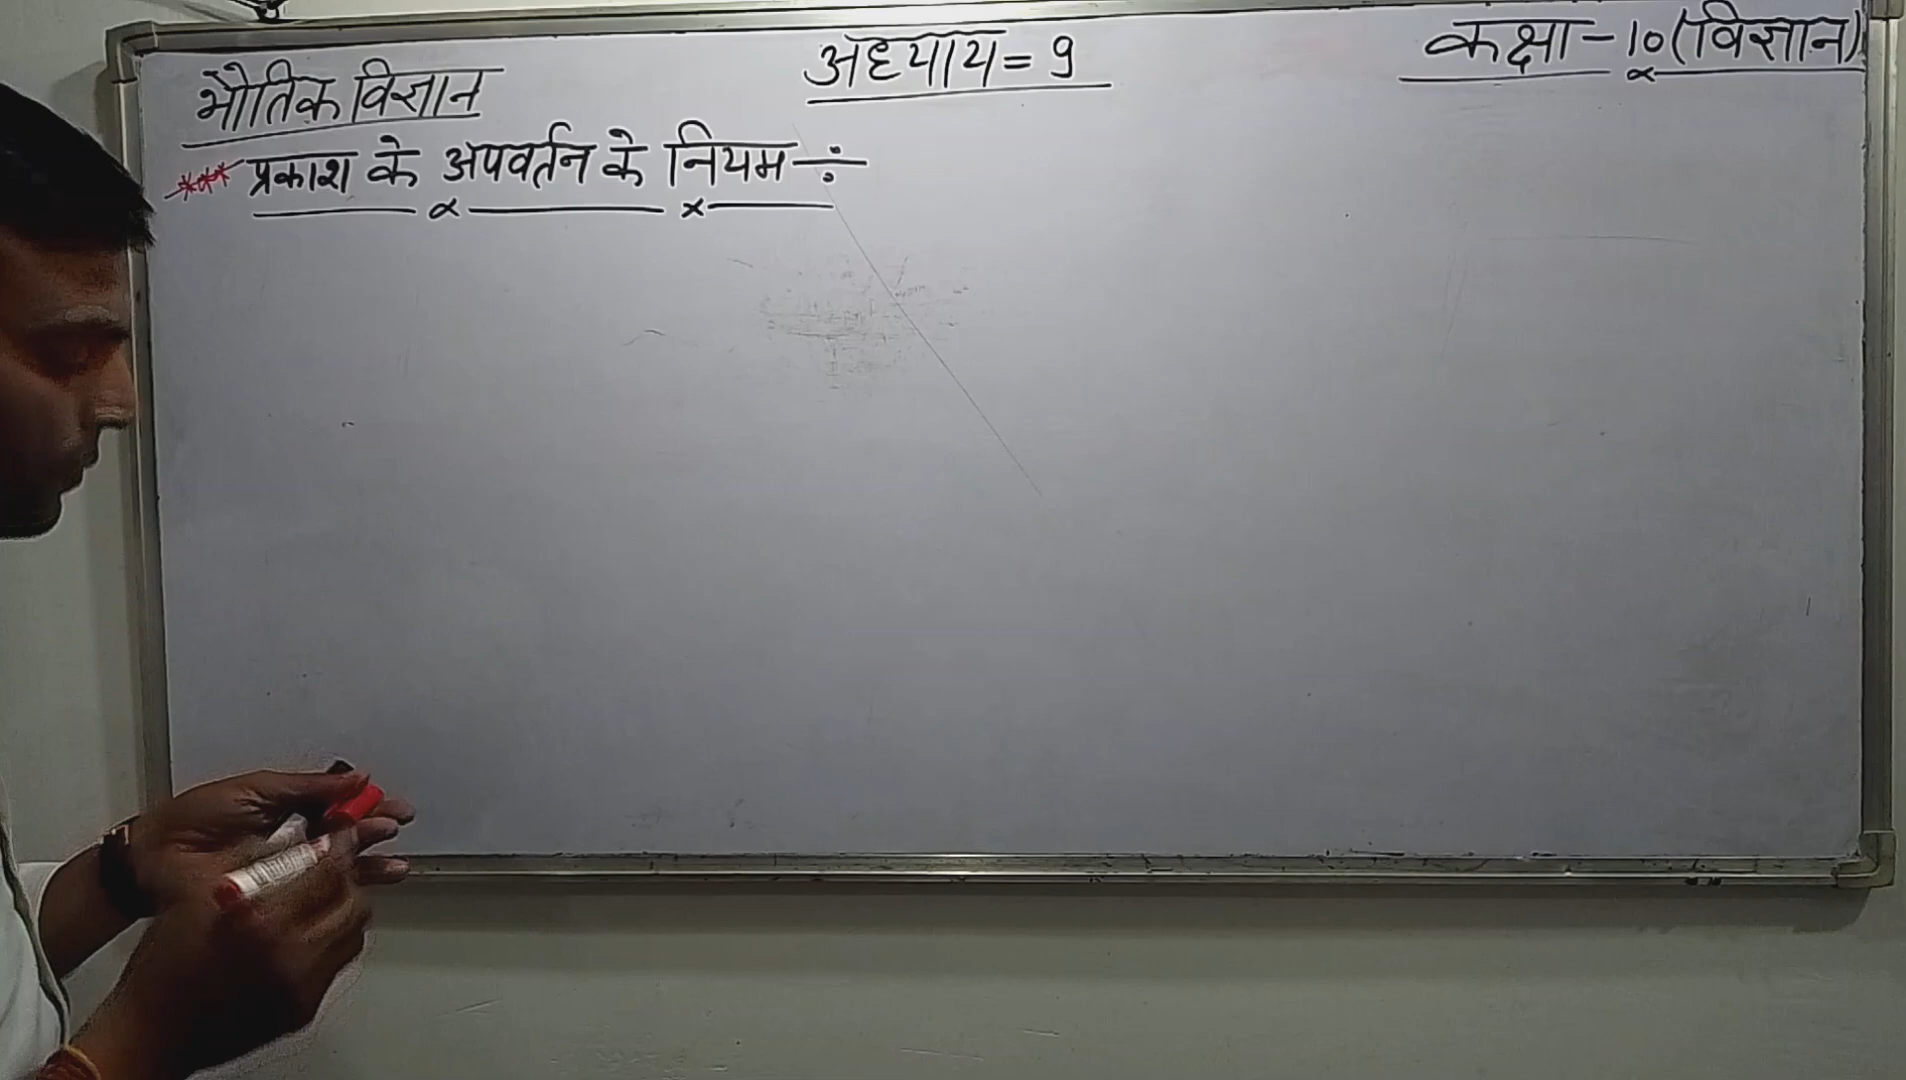 अध्याय = 9
कक्षा - 10 (विज्ञान)
भौतिक विज्ञान
*** प्रकाश के अपवर्तन के नियम ÷